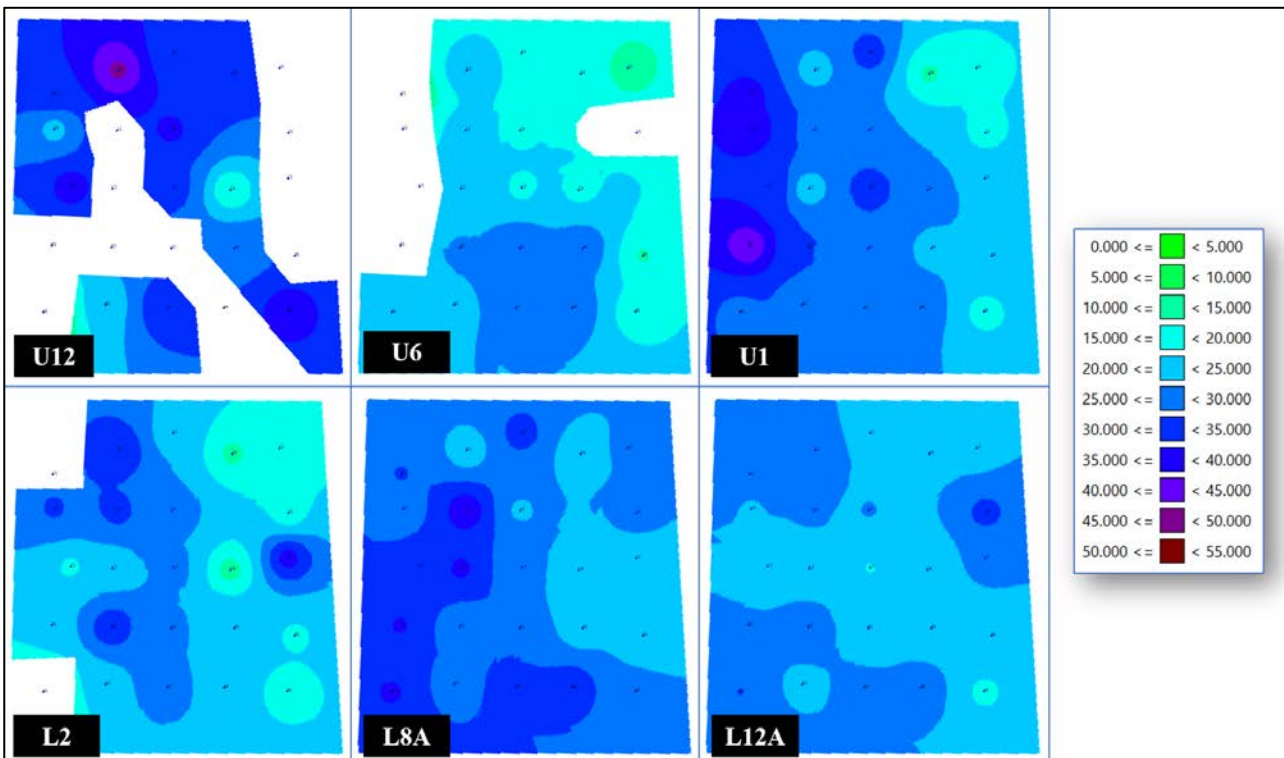 U12
U6
U1
L2
L8A
L12A
0.000 <= < 5.000
5.000 <= < 10.000
10.000 <= < 15.000
15.000 <= < 20.000
20.000 <= < 25.000
25.000 <= < 30.000
30.000 <= < 35.000
35.000 <= < 40.000
40.000 <= < 45.000
45.000 <= < 50.000
50.000 <= < 55.000